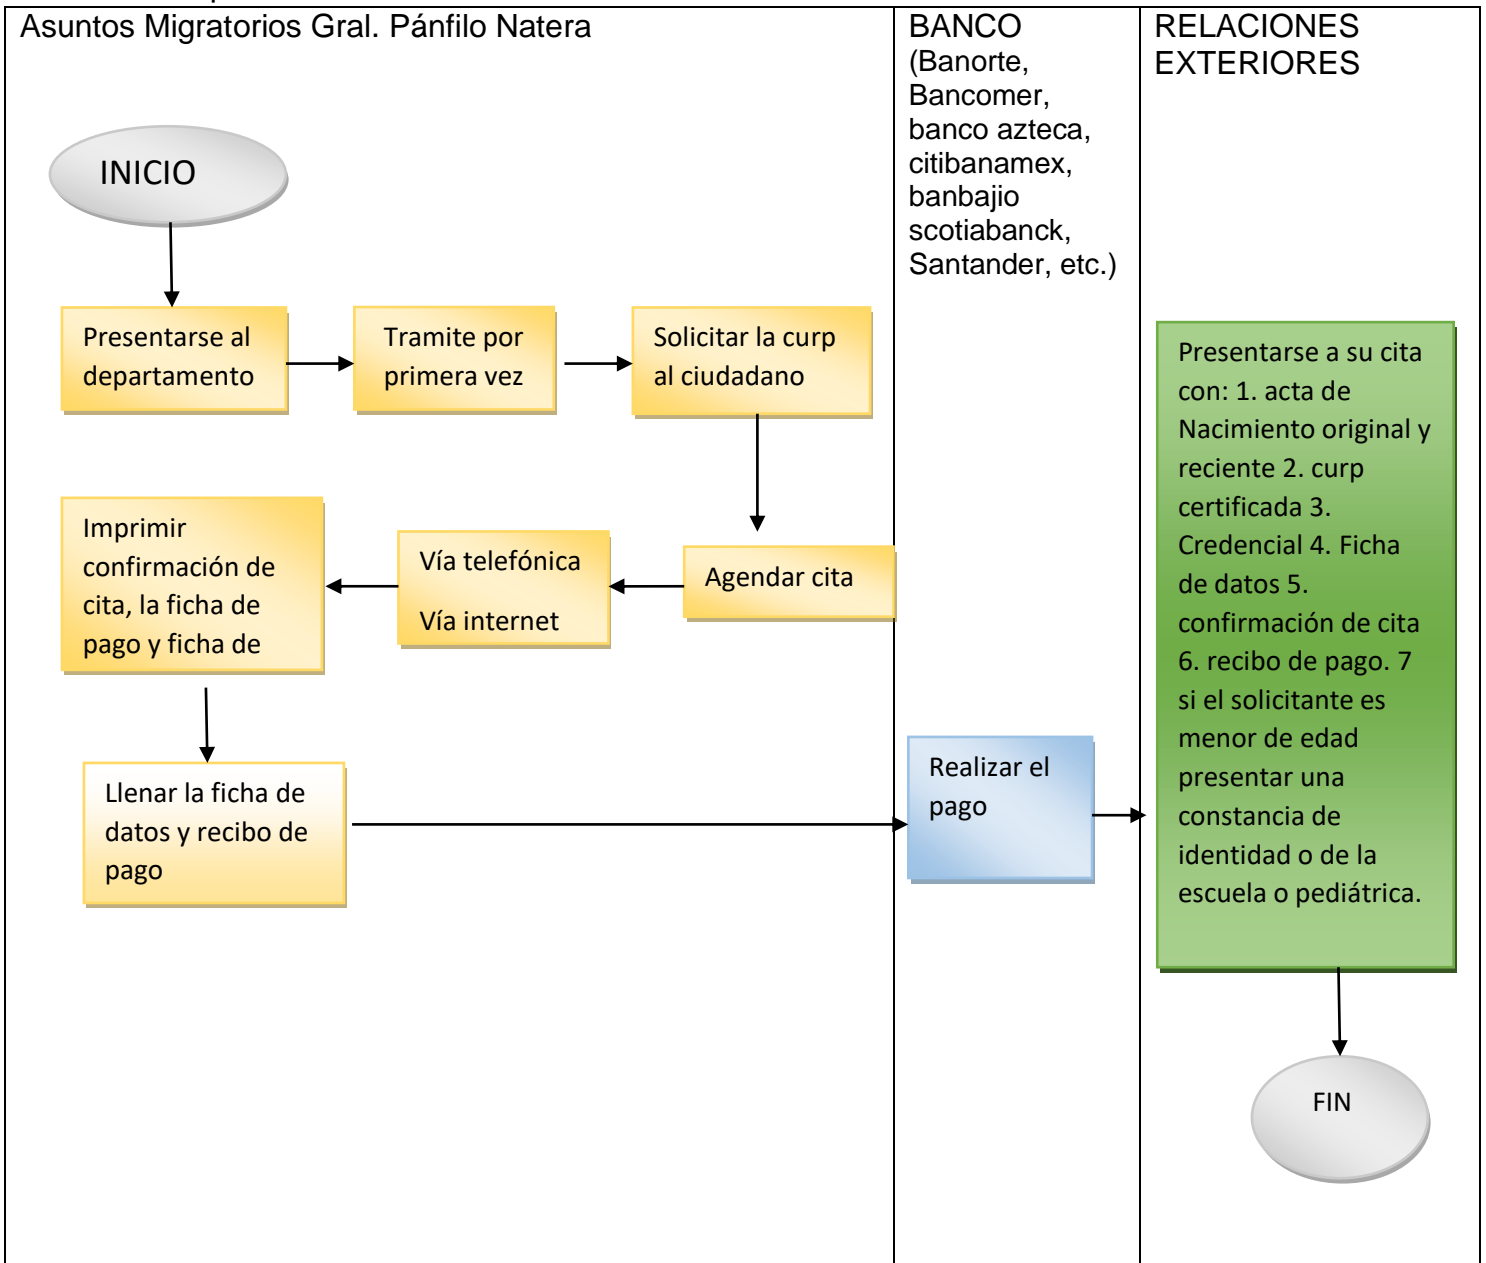 Asuntos Migratorios Gral. Pánfilo Natera
BANCO
(Banorte,
Bancomer,
banco azteca,
citibanamex,
banbajio
scotiabanck,
Santander, etc.)
RELACIONES
EXTERIORES
INICIO
Presentarse al
departamento
Tramite por
primera vez
Solicitar la curp
al ciudadano
Agendar cita
Vía telefónica
Vía internet
Imprimir
confirmación de
cita, la ficha de
pago y ficha de
Llenar la ficha de
datos y recibo de
pago
Realizar el
pago
Presentarse a su cita
con: 1. acta de
Nacimiento original y
reciente 2. curp
certificada 3.
Credencial 4. Ficha
de datos 5.
confirmación de cita
6. recibo de pago. 7
si el solicitante es
menor de edad
presentar una
constancia de
identidad o de la
escuela o pediátrica.
FIN